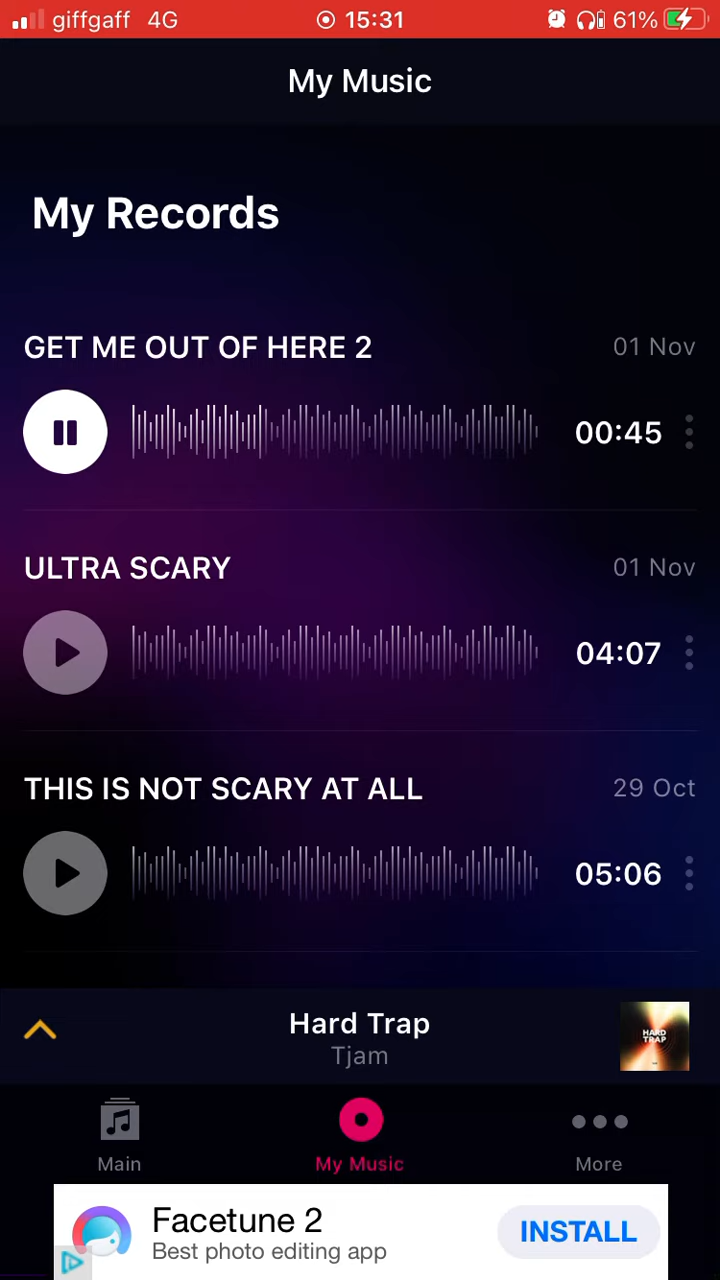 giffgaff 4G 15:31 61%
My Music
My Records
GET ME OUT OF HERE 2 01 Nov
00:45
ULTRA SCARY 01 Nov
04:07
THIS IS NOT SCARY AT ALL 29 Oct
05:06
Hard Trap
Tjam
HARD
TRAP
Main My Music More
Facetune 2
Best photo editing app
INSTALL